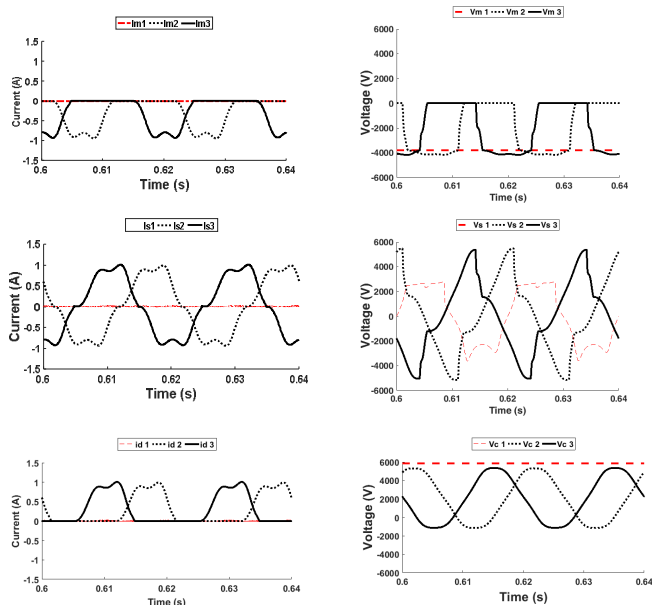 Im1 Im2 Im3
Current (A)
1.5
1
0.5
0
-0.5
-1
-1.5
0.6 0.61 0.62 0.63 0.64
Time (s)
Vm 1 Vm 2 Vm 3
Voltage (V)
6000
4000
2000
0
-2000
-4000
-6000
0.6 0.61 0.62 0.63 0.64
Time (s)
Is1 Is2 Is3
Current (A)
1.5
1
0.5
0
-0.5
-1
-1.5
0.6 0.61 0.62 0.63 0.64
Time (s)
Vs 1 Vs 2 Vs 3
Voltage (V)
6000
4000
2000
0
-2000
-4000
-6000
0.6 0.61 0.62 0.63 0.64
Time (s)
id 1 id 2 id 3
Current (A)
1.5
1
0.5
0
-0.5
-1
-1.5
0.6 0.61 0.62 0.63 0.64
Time (s)
Vc 1 Vc 2 Vc 3
Voltage (V)
6000
4000
2000
0
-2000
-4000
-6000
0.6 0.61 0.62 0.63 0.64
Time (s)